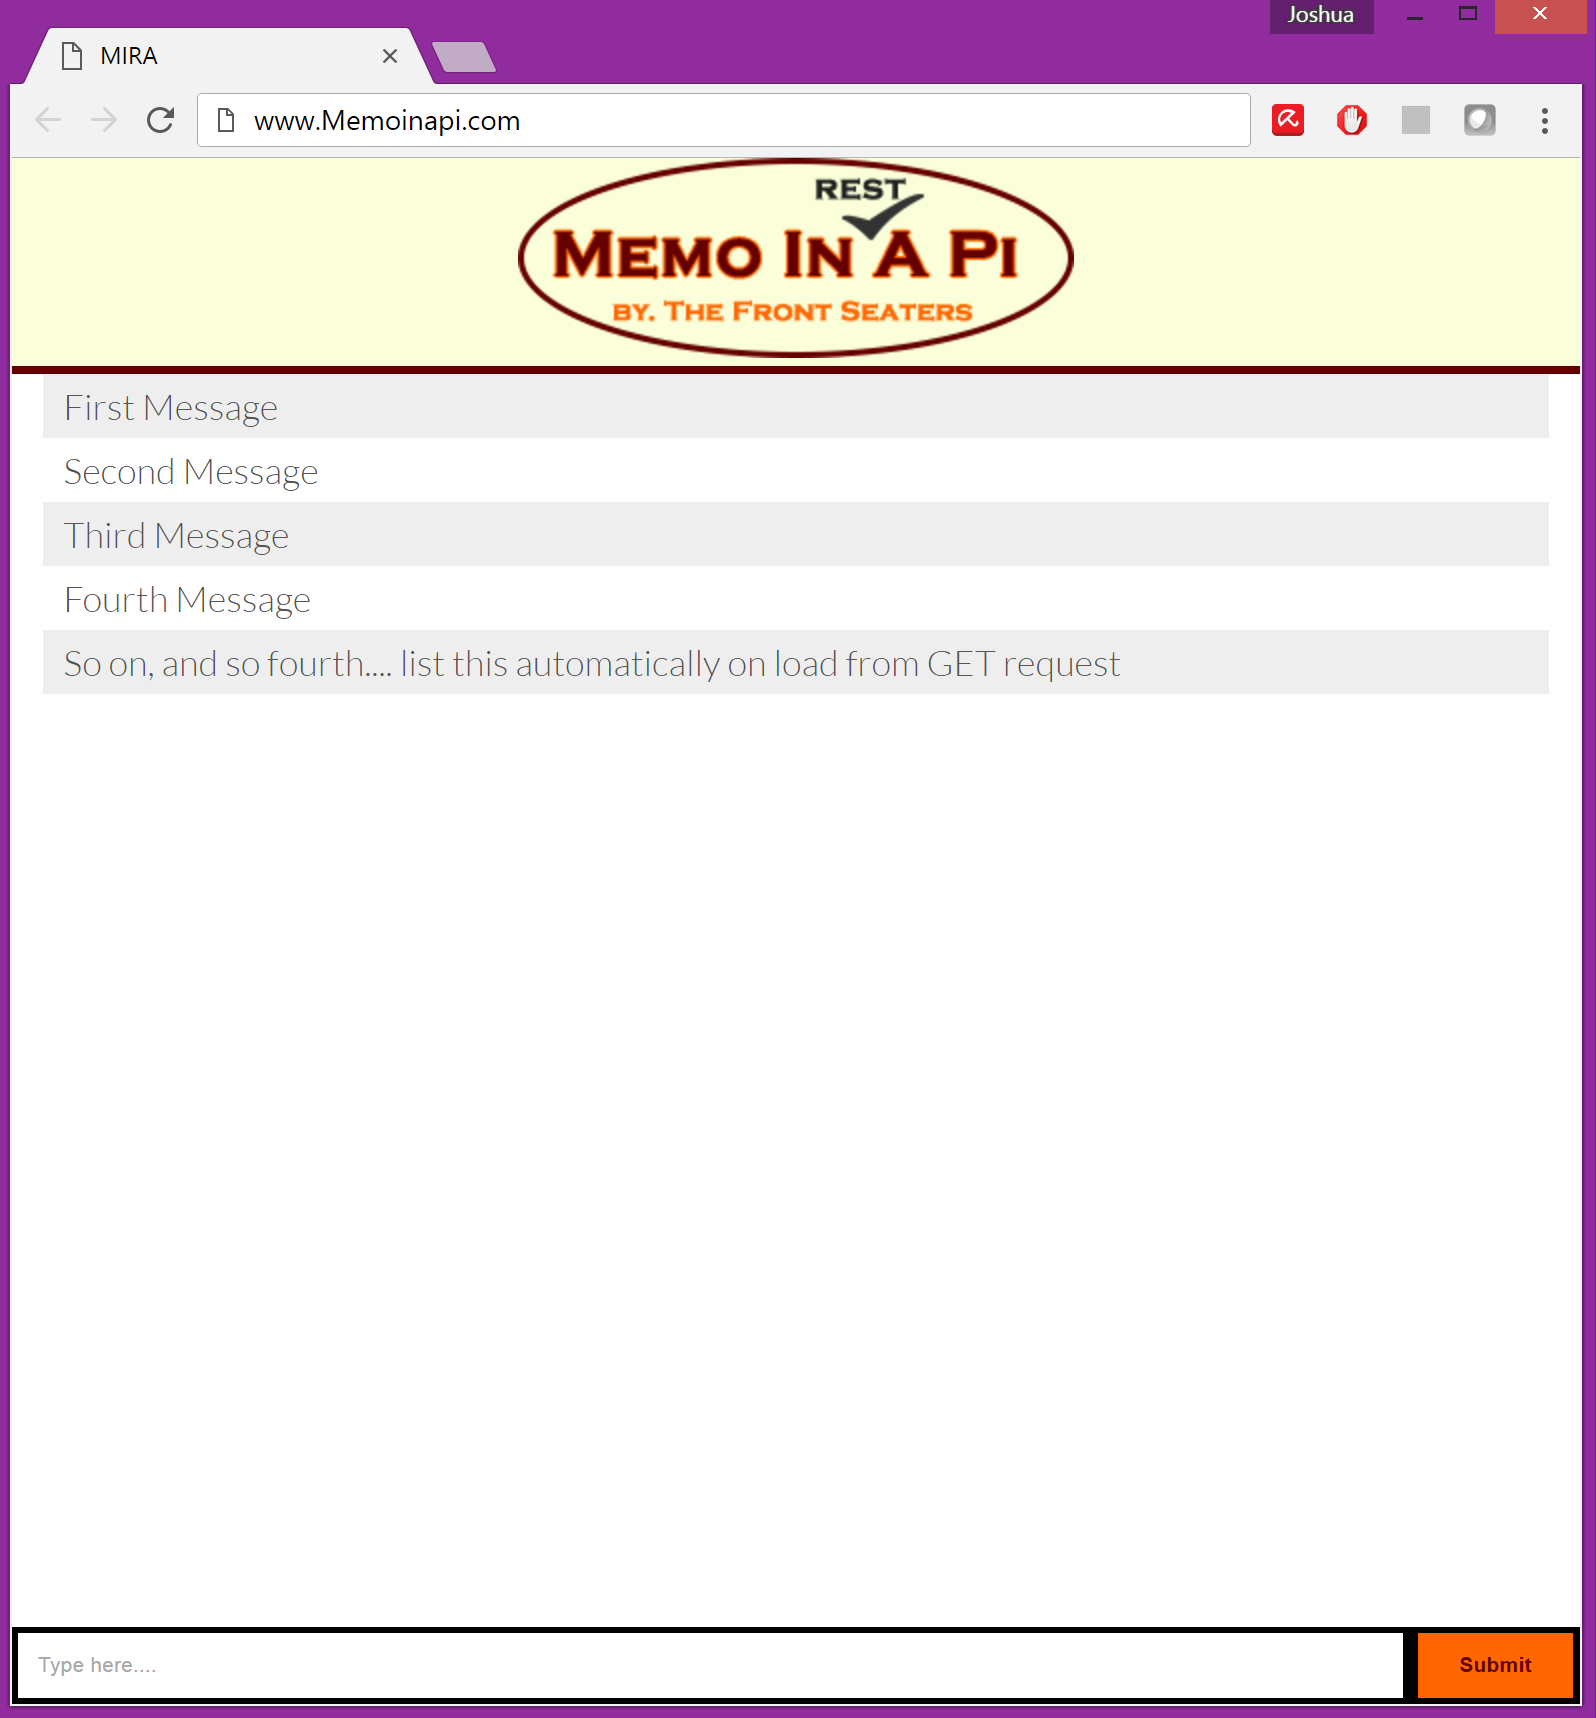 Joshua
MIRA
www.Memoinapi.com
REST
MEMO IN A PI
BY. THE FRONT SEATERS
First Message
Second Message
Third Message
Fourth Message
So on, and so fourth.... list this automatically on load from GET request
Type here....
Submit